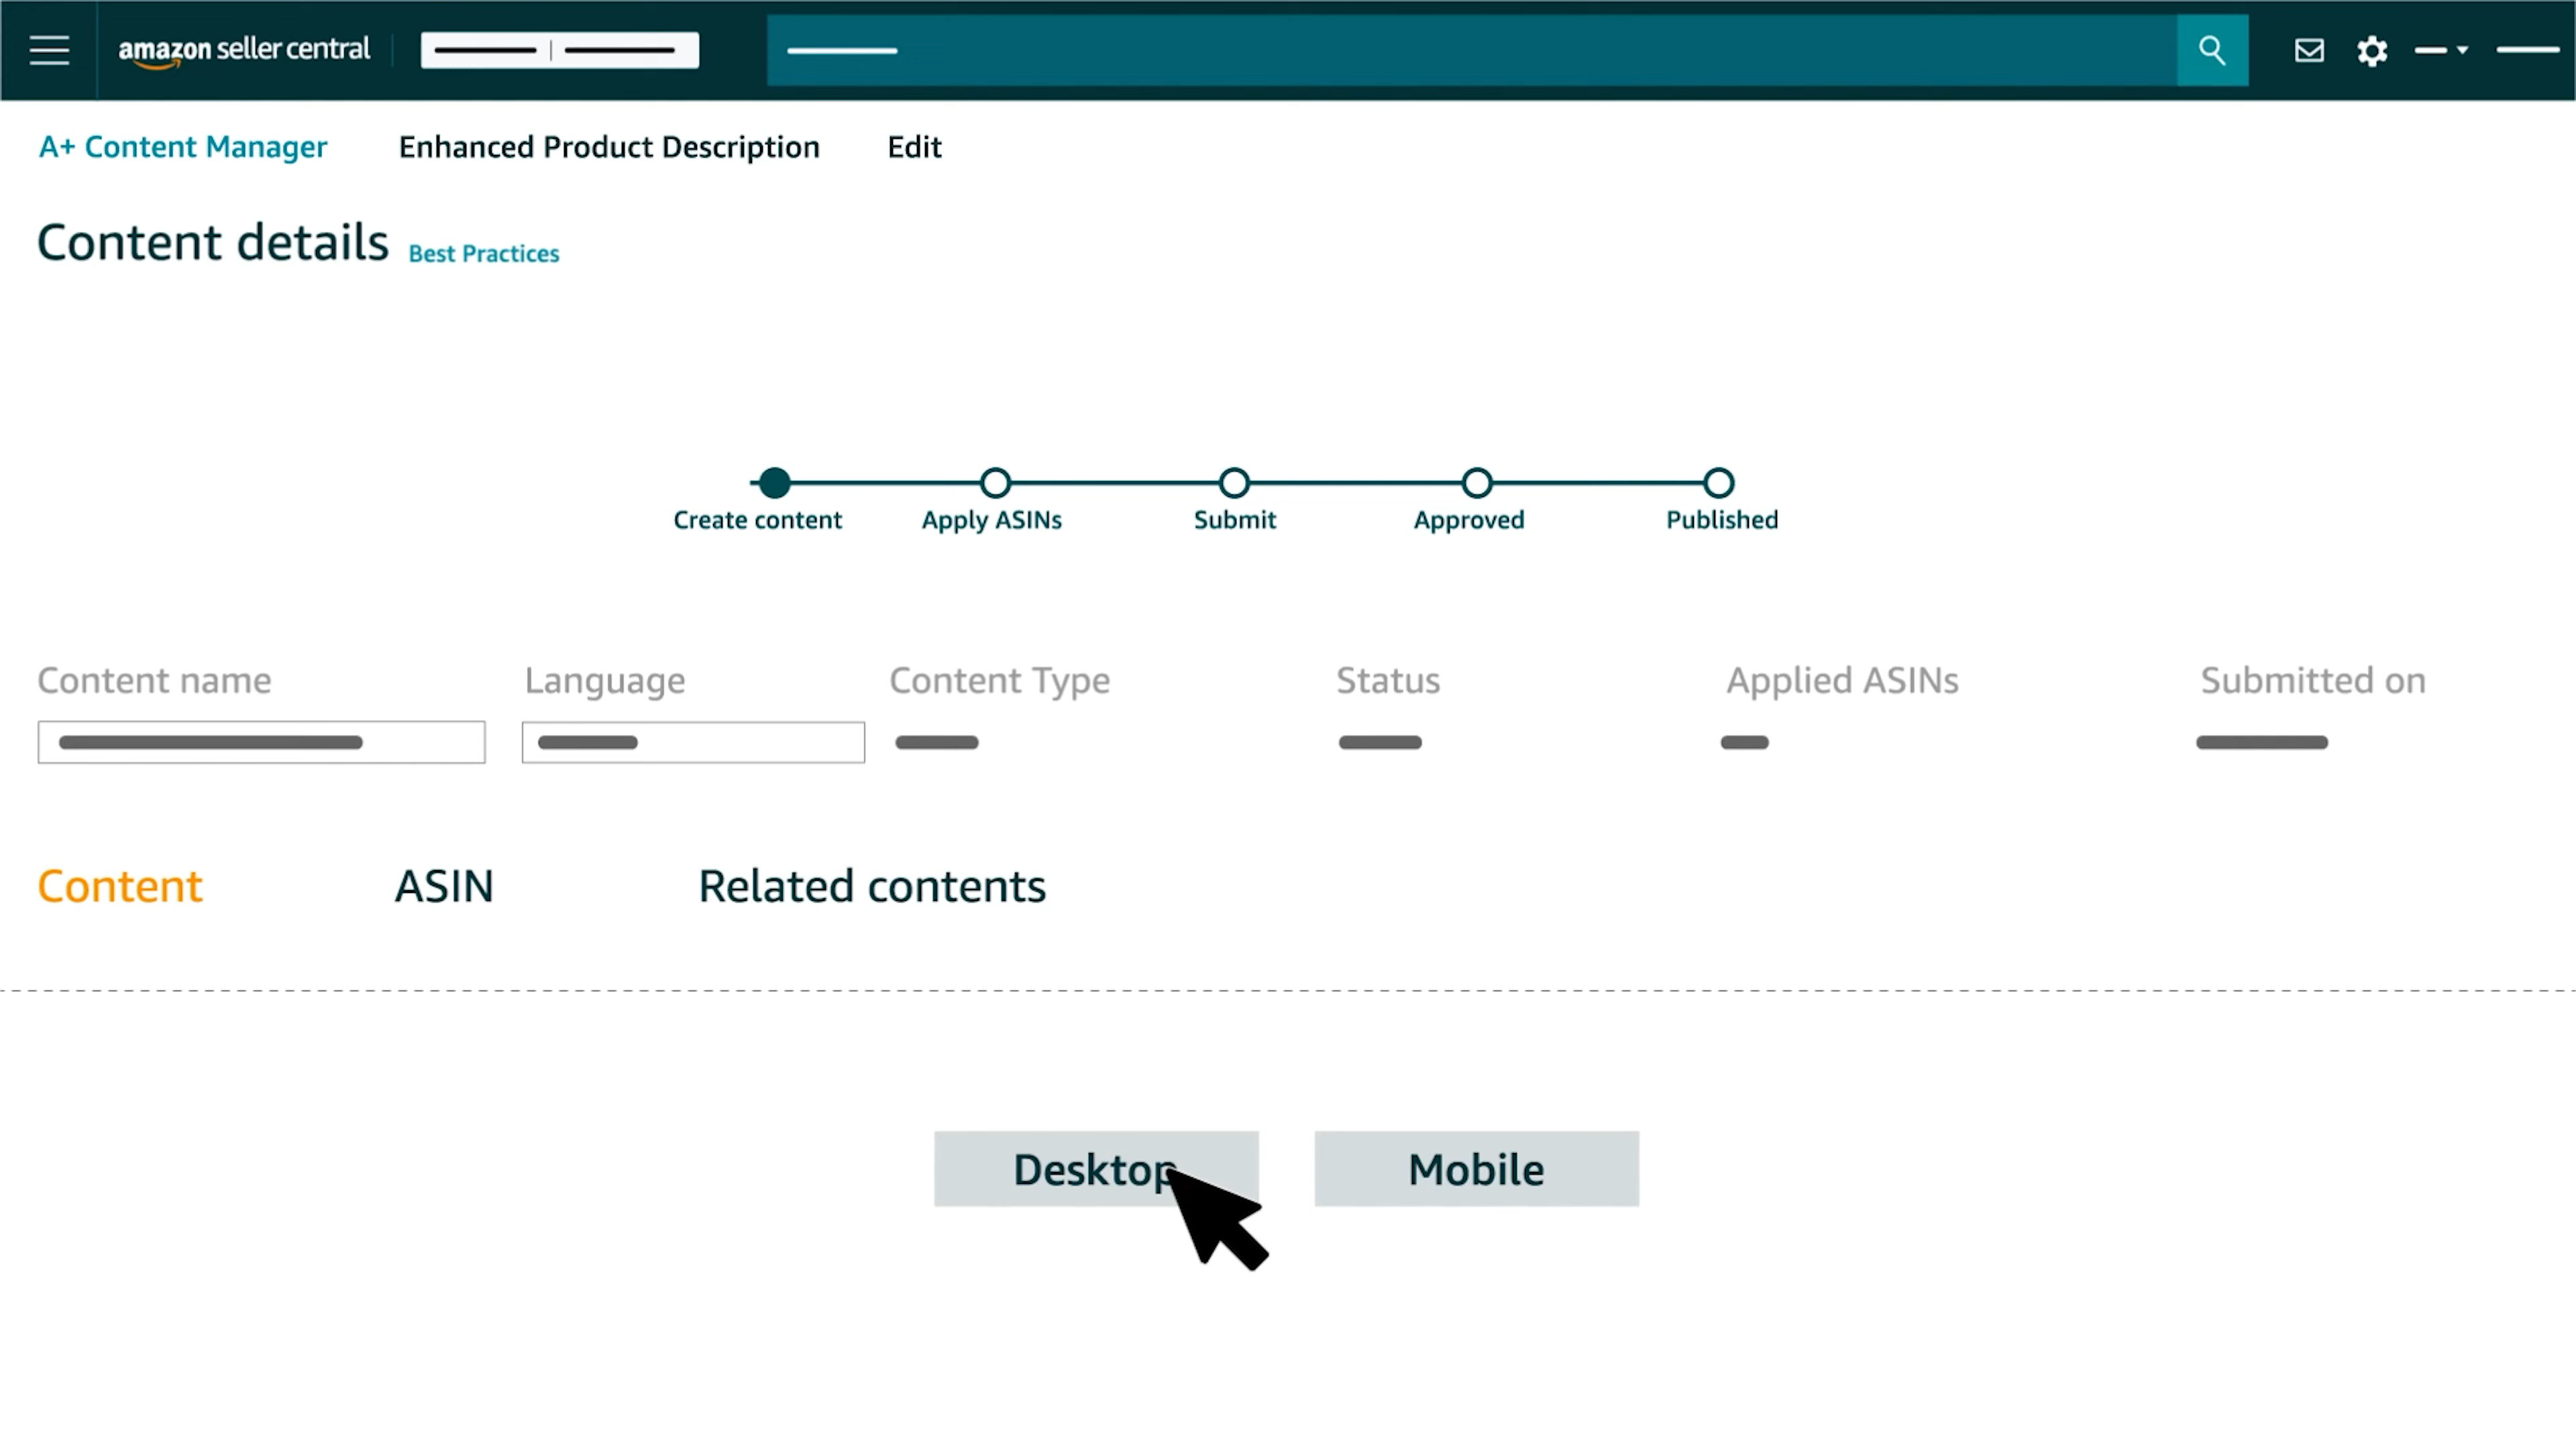 amazon seller central
A+ Content Manager Enhanced Product Description Edit
Content details Best Practices
Create content Apply ASINs Submit Approved Published
Content name Language Content Type Status Applied ASINs Submitted on
Content ASIN Related contents
Desktop Mobile